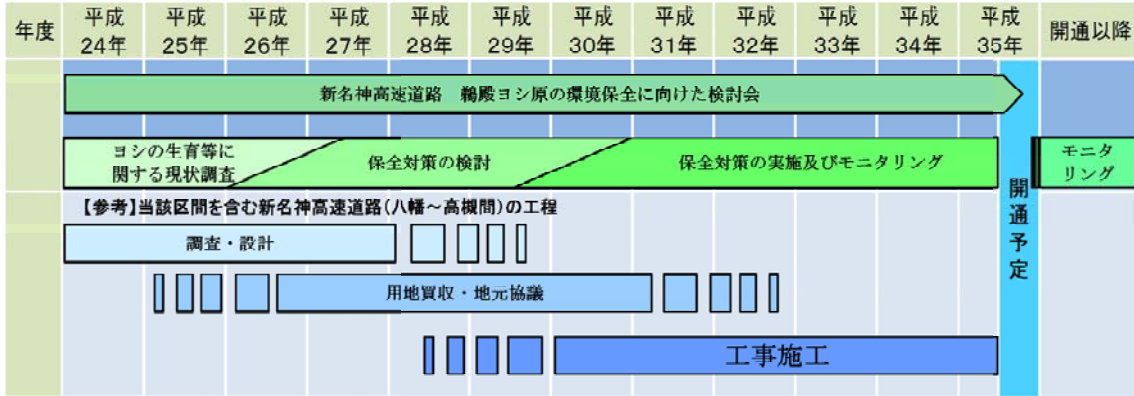 年度
平成
24年
平成
25年
平成
26年
平成
27年
平成
28年
平成
29年
平成
30年
平成
31年
平成
32年
平成
33年
平成
34年
平成
35年
開通以降
新名神高速道路 鵜殿ヨシ原の環境保全に向けた検討会
ヨシの生育等に
関する現状調査
保全対策の検討
保全対策の実施及びモニタリング
モニタ
リング
開通予定
【参考】当該区間を含む新名神高速道路(八幡~高槻間)の工程
調査・設計
用地買収・地元協議
工事施工